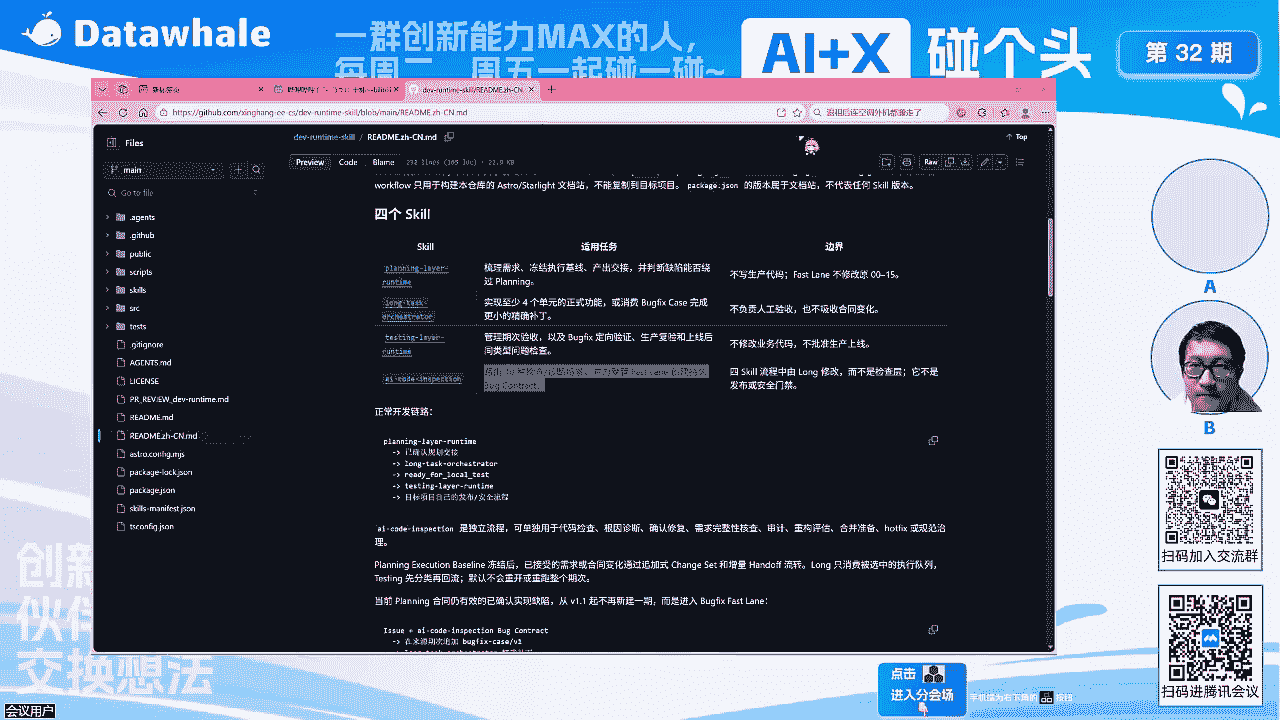 Datawhale
一群创新能力MAX的人，
每周二、周五一起碰一碰~
AI+X 碰个头
第 32 期
https://github.com/xinghang-ee-cs/dev-runtime-skill/blob/main/README.zh-CN.md
Files
dev-runtime-skill / README.zh-CN.md
Top
main
Preview Code Blame
Raw
Go to file
.agents
.github
public
scripts
skills
src
tests
.gitignore
AGENTS.md
LICENSE
PR_REVIEW_dev-runtime.md
README.md
README.zh-CN.md
astro.config.mjs
package-lock.json
package.json
skills-manifest.json
tsconfig.json
workflow 只用于构建本仓库的 Astro/Starlight 文档站，不能复制到目标项目。 package.json 的版本属于文档站，不代表任何 Skill 版本。
四个 Skill
Skill 适用任务 边界
planning-layer-runtime 梳理需求、冻结执行基线、产出交接，并判断缺陷能否绕过 Planning。 不写生产代码；Fast Lane 不修改原 00–15。
long-task-orchestrator 实现至少 4 个单元的正式功能，或消费 Bugfix Case 完成更小的精确补丁。 不负责人工验收，也不吸收合同变化。
testing-layer-runtime 管理期次验收，以及 Bugfix 定向验证、生产复验和上线后同类型问题检查。 不修改业务代码，不批准生产上线。
ai-code-inspection
Bug Contract。
四 Skill 流程中由 Long 修改，而不是检查层；它不是发布或安全门禁。
正常开发链路：
planning-layer-runtime
-> 已确认规划交接
-> long-task-orchestrator
-> ready_for_local_test
-> testing-layer-runtime
-> 目标项目自己的发布/安全流程
ai-code-inspection 是独立流程，可单独用于代码检查、根因诊断、确认修复、需求完整性核查、审计、重构评估、合并准备、hotfix 或规范治理。
Planning Execution Baseline 冻结后，已接受的需求或合同变化通过追加式 Change Set 和增量 Handoff 流转。Long 只消费被选中的执行队列，
Testing 先分类再回流；默认不会重开或重跑整个期次。
当前 Planning 合同仍有效的已确认实现缺陷，从 v1.1 起不再新建一期，而是进入 Bugfix Fast Lane：
Issue + ai-code-inspection Bug Contract
-> 在来源期次追加 bugfix-case/v1
A
B
扫码加入交流群
扫码进腾讯会议
创新
伙伴
交换想法
点击
进入分会场
会议用户